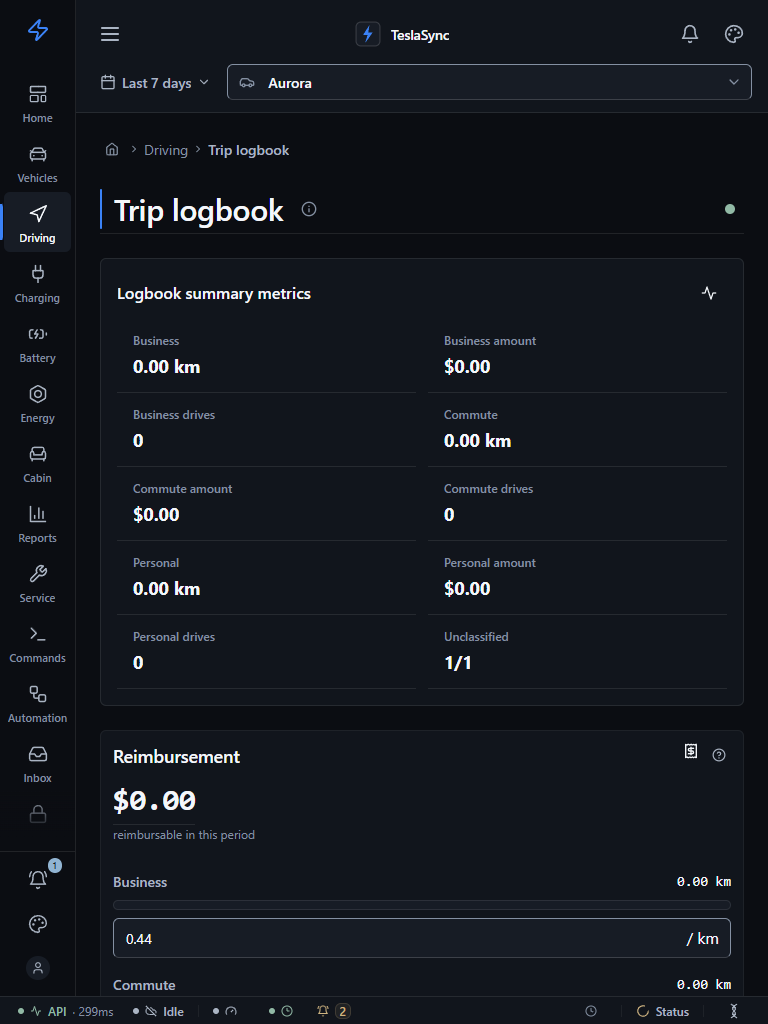 TeslaSync
Last 7 days
Aurora
Home
Vehicles
Driving
Charging
Battery
Energy
Cabin
Reports
Service
Commands
Automation
Inbox
1
Driving > Trip logbook
Trip logbook
Logbook summary metrics
Business
0.00 km
Business amount
$0.00
Business drives
0
Commute
0.00 km
Commute amount
$0.00
Commute drives
0
Personal
0.00 km
Personal amount
$0.00
Personal drives
0
Unclassified
1/1
Reimbursement
$0.00
reimbursable in this period
Business 0.00 km
0.44 / km
Commute 0.00 km
API · 299ms Idle 2 Status